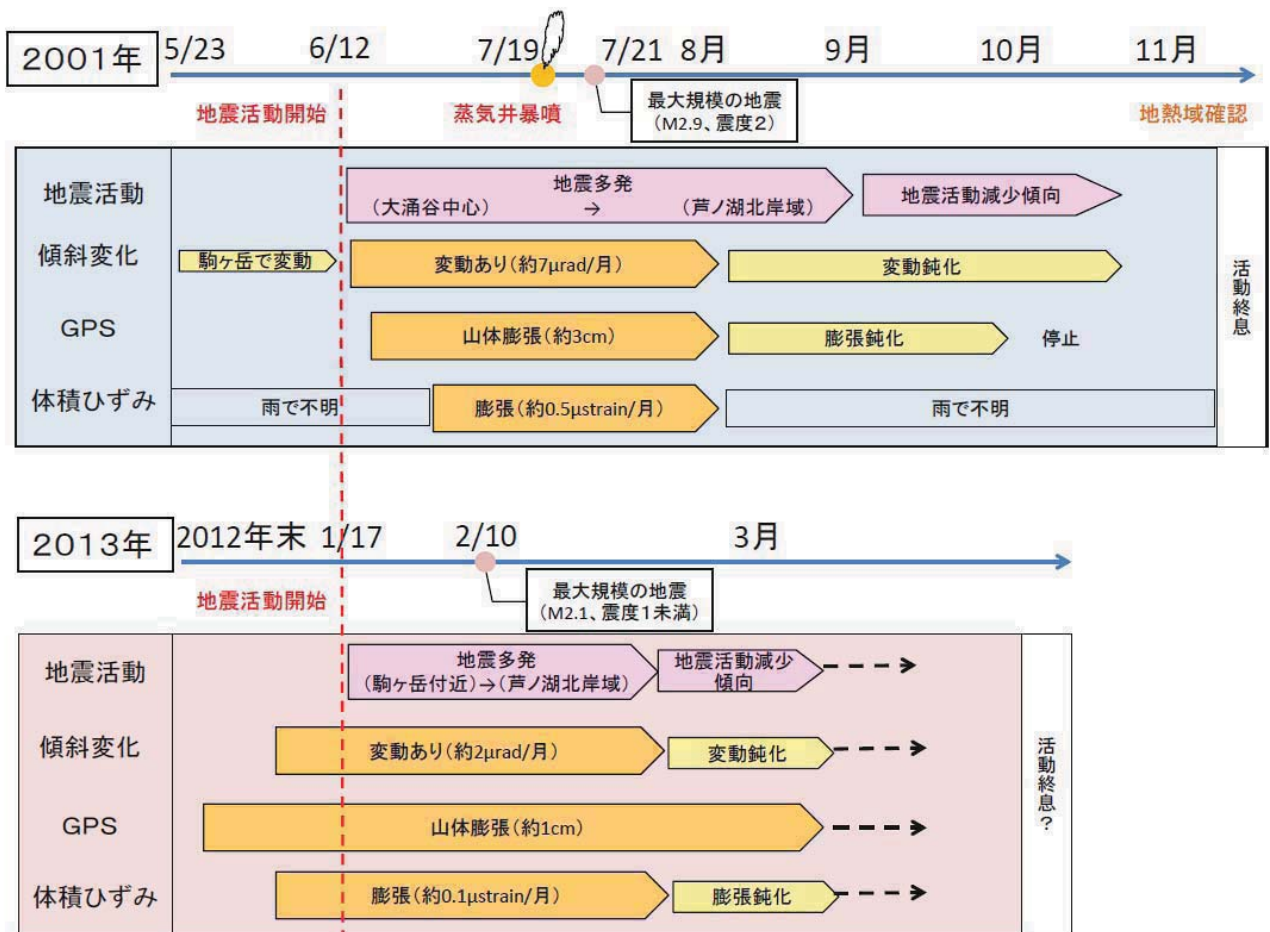 2001年
5/23 6/12 7/19 7/21 8月 9月 10月 11月
地震活動開始 蒸気井暴噴 地熱域確認
最大規模の地震
(M2.9、震度2)
地震活動
地震多発
(大涌谷中心) → (芦ノ湖北岸域)
地震活動減少傾向
傾斜変化
駒ヶ岳で変動
変動あり(約7μrad/月)
変動鈍化
GPS
山体膨張(約3cm)
膨張鈍化
停止
体積ひずみ
雨で不明
膨張(約0.5μstrain/月)
雨で不明
活動終息
2013年
2012年末 1/17 2/10 3月
地震活動開始
最大規模の地震
(M2.1、震度1未満)
地震活動
地震多発
(駒ヶ岳付近)→(芦ノ湖北岸域)
地震活動減少
傾向
傾斜変化
変動あり(約2μrad/月)
変動鈍化
GPS
山体膨張(約1cm)
体積ひずみ
膨張(約0.1μstrain/月)
膨張鈍化
活動終息?